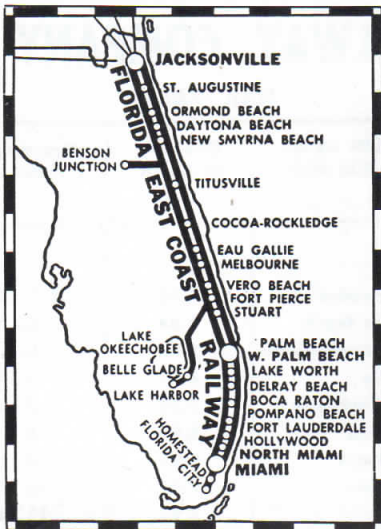 JACKSONVILLE
FLORIDA EAST COAST RAILWAY
ST. AUGUSTINE
ORMOND BEACH
DAYTONA BEACH
NEW SMYRNA BEACH
BENSON
JUNCTION
TITUSVILLE
COCOA-ROCKLEDGE
EAU GALLIE
MELBOURNE
VERO BEACH
FORT PIERCE
STUART
LAKE
OKEECHOBEE
BELLE GLADE
LAKE HARBOR
PALM BEACH
W. PALM BEACH
LAKE WORTH
DELRAY BEACH
BOCA RATON
POMPANO BEACH
FORT LAUDERDALE
HOLLYWOOD
NORTH MIAMI
MIAMI
HOMESTEAD
FLORIDA CITY